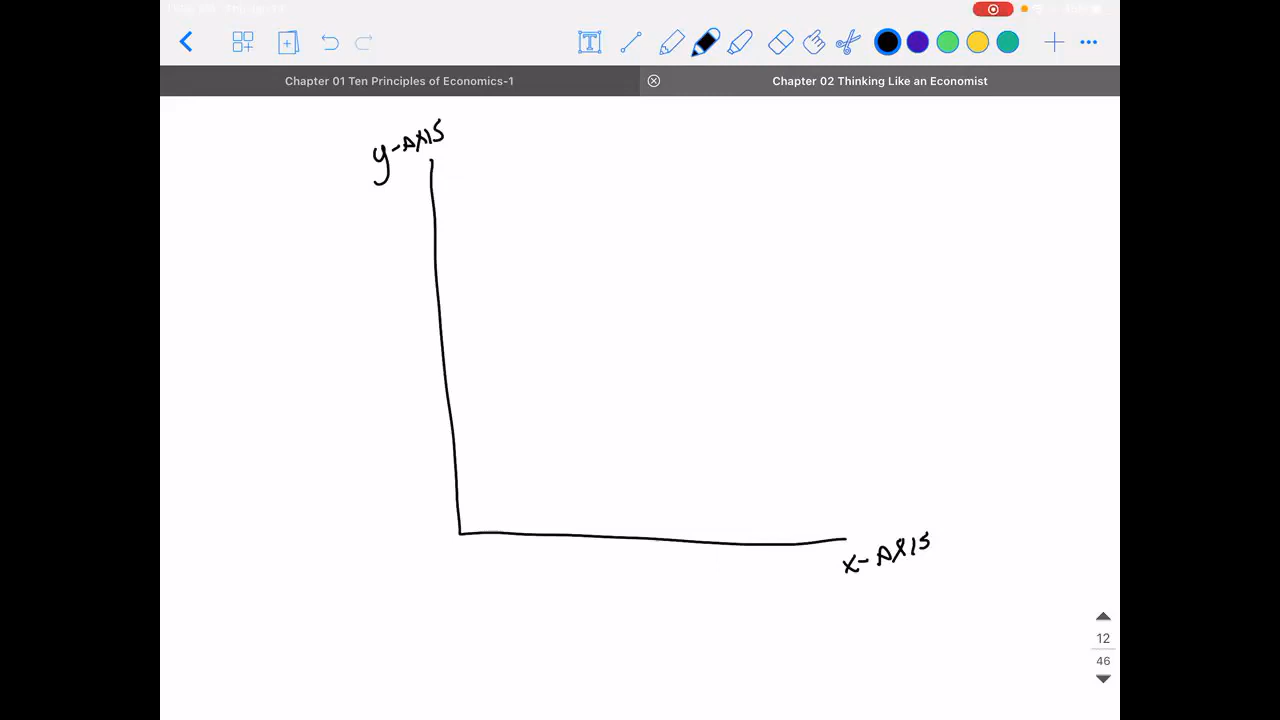 Chapter 01 Ten Principles of Economics-1
Chapter 02 Thinking Like an Economist
y-AXIS
x-AXIS
12
46